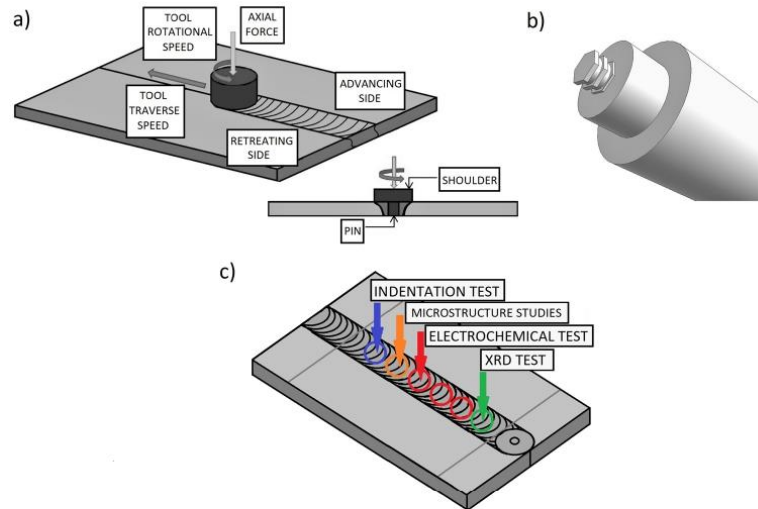 a)
TOOL
ROTATIONAL
SPEED
AXIAL
FORCE
b)
ADVANCING
SIDE
TOOL
TRAVERSE
SPEED
RETREATING
SIDE
SHOULDER
PIN
c)
INDENTATION TEST
MICROSTRUCTURE STUDIES
ELECTROCHEMICAL TEST
XRD TEST